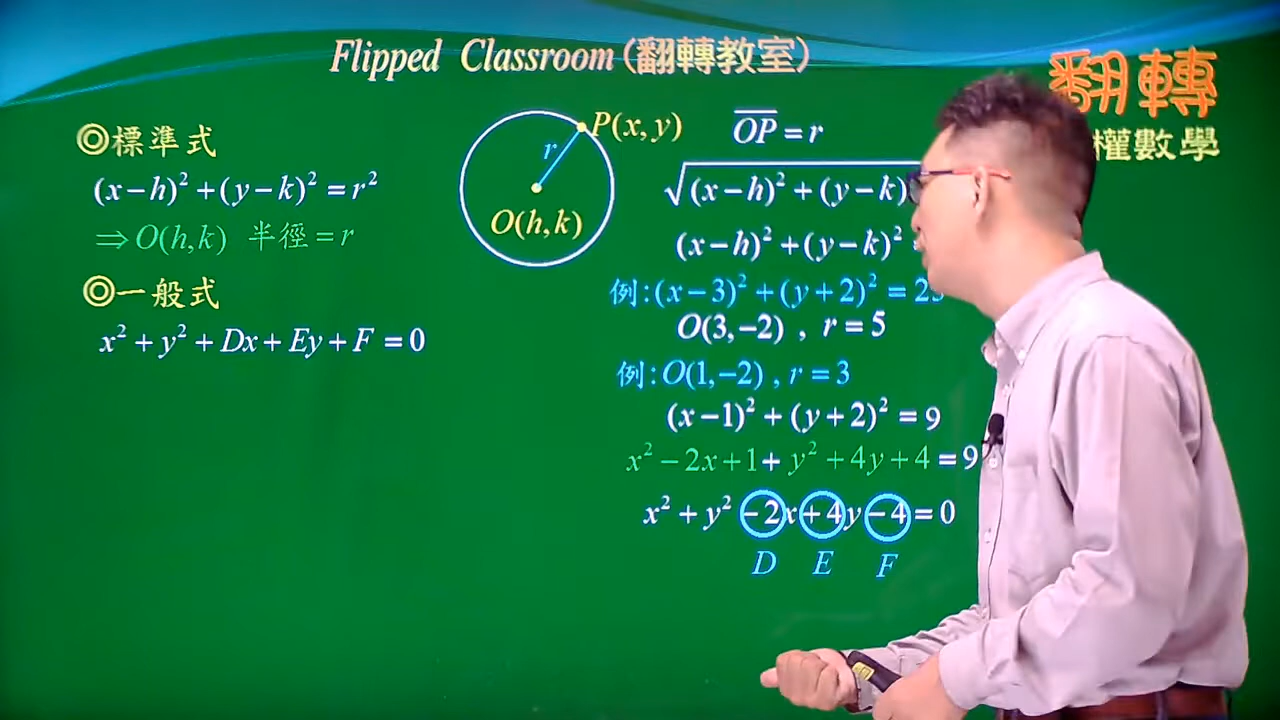 Flipped Classroom(翻轉教室)
翻轉
權數學
◎標準式
(x−h)²+(y−k)²=r²
⇒O(h,k) 半徑=r
◎一般式
x²+y²+Dx+Ey+F=0
P(x,y)
r
O(h,k)
OP=r
√(x−h)²+(y−k)
(x−h)²+(y−k)²
例:(x−3)²+(y+2)²=25
O(3,−2) , r=5
例:O(1,−2) , r=3
(x−1)²+(y+2)²=9
x²−2x+1+y²+4y+4=9
x²+y²−2x+4y−4=0
D E F